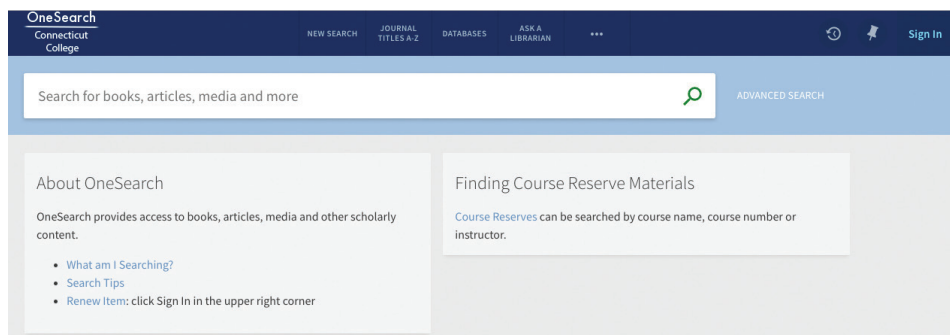 OneSearch
Connecticut
College
NEW SEARCH
JOURNAL
TITLES A-Z
DATABASES
ASK A
LIBRARIAN
•••
Sign In
Search for books, articles, media and more
ADVANCED SEARCH
About OneSearch
OneSearch provides access to books, articles, media and other scholarly
content.
• What am I Searching?
• Search Tips
• Renew Item: click Sign In in the upper right corner
Finding Course Reserve Materials
Course Reserves can be searched by course name, course number or
instructor.